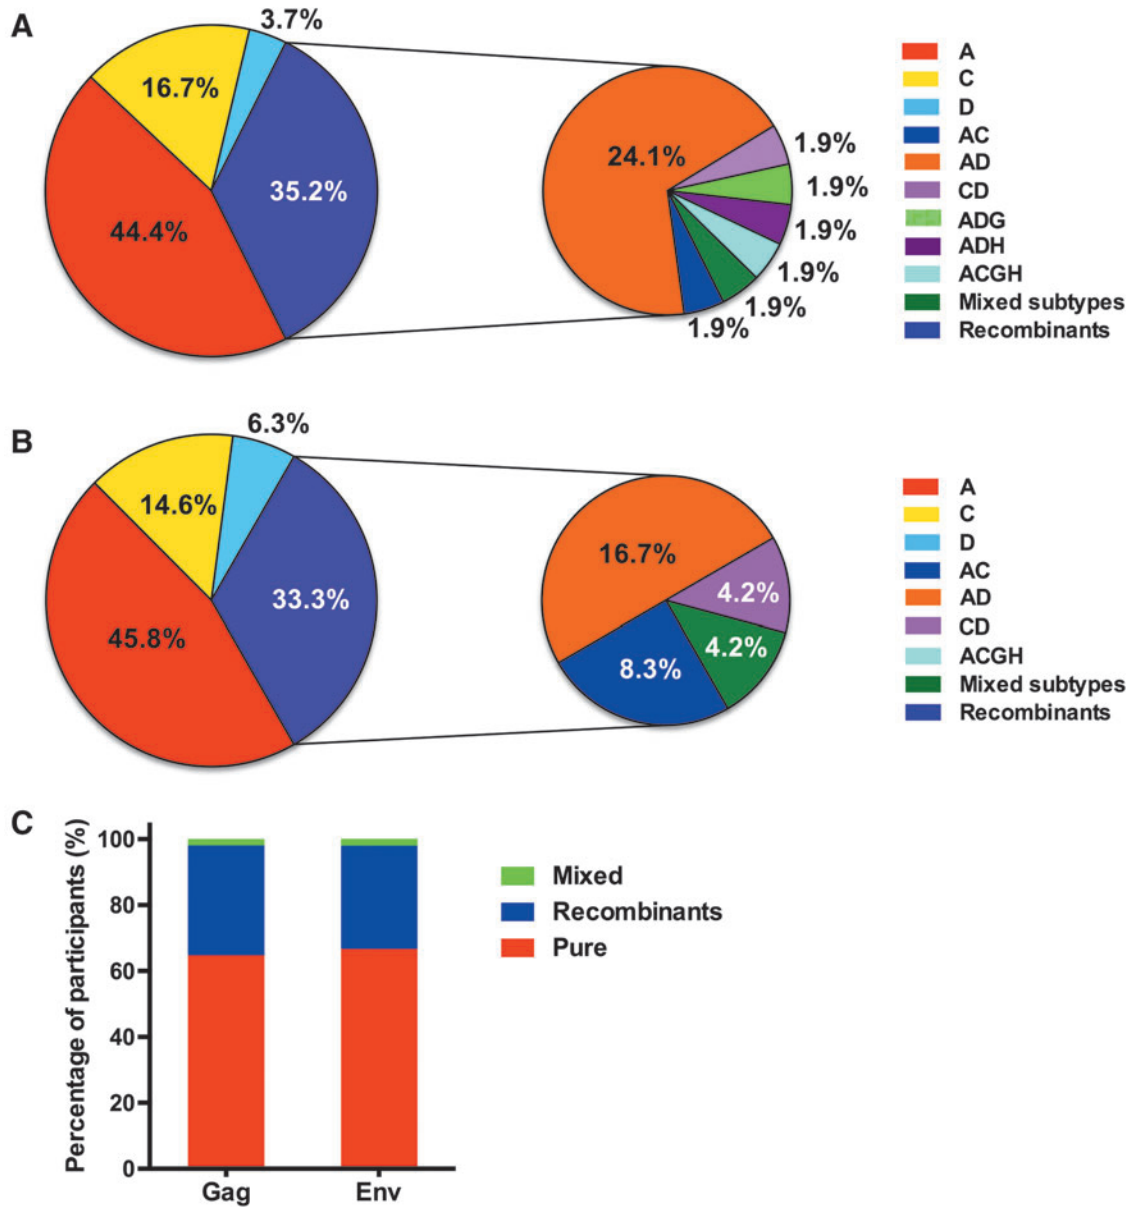 A
3.7%
16.7%
35.2%
44.4%
24.1%
1.9%
1.9%
1.9%
1.9%
1.9%
1.9%
A
C
D
AC
AD
CD
ADG
ADH
ACGH
Mixed subtypes
Recombinants
B
6.3%
14.6%
33.3%
45.8%
16.7%
4.2%
4.2%
8.3%
A
C
D
AC
AD
CD
ACGH
Mixed subtypes
Recombinants
C
Percentage of participants (%)
100
80
60
40
20
0
Gag
Env
Mixed
Recombinants
Pure